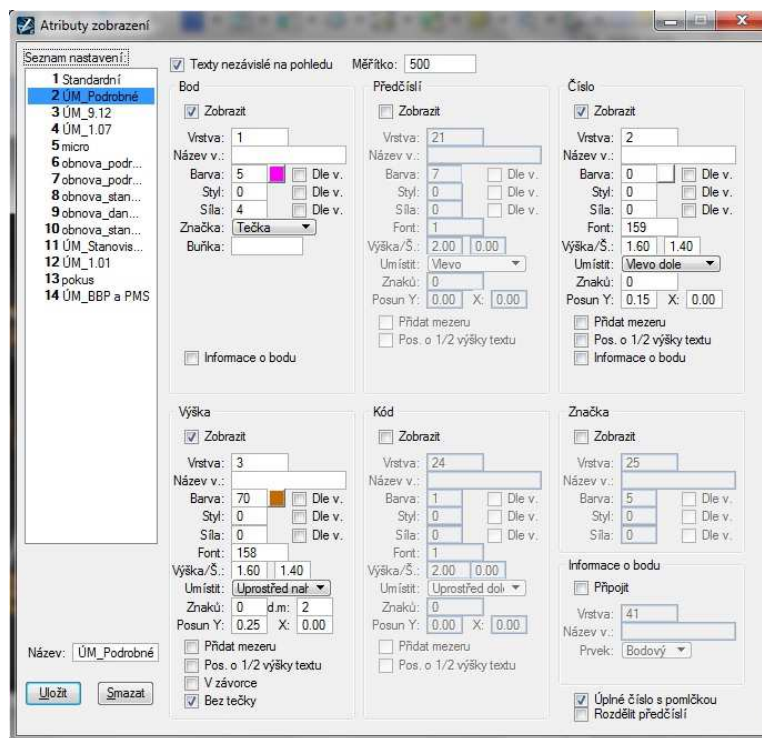 Atributy zobrazení
Seznam nastavení:
1 Standardní
2 ÚM_Podrobné
3 ÚM_9.12
4 ÚM_1.07
5 micro
6 obnova_podr...
7 obnova_podr...
8 obnova_stan...
9 obnova_dan...
10 obnova_stan...
11 ÚM_Stanovis...
12 ÚM_1.01
13 pokus
14 ÚM_BBP a PMS
Název: ÚM_Podrobné
Uložit Smazat
Texty nezávislé na pohledu Měřítko: 500
Bod
Zobrazit
Vrstva: 1
Název v.:
Barva: 5 Dle v.
Styl: 0 Dle v.
Síla: 4 Dle v.
Značka: Tečka
Buňka:
Informace o bodu
Předčíslí
Zobrazit
Vrstva: 21
Název v.:
Barva: 7 Dle v.
Styl: 0 Dle v.
Síla: 0 Dle v.
Font: 1
Výška/Š.: 2.00 0.00
Umístit: Vlevo
Znaků: 0
Posun Y: 0.00 X: 0.00
Přidat mezeru
Pos. o 1/2 výšky textu
Číslo
Zobrazit
Vrstva: 2
Název v.:
Barva: 0 Dle v.
Styl: 0 Dle v.
Síla: 0 Dle v.
Font: 159
Výška/Š.: 1.60 1.40
Umístit: Vlevo dole
Znaků: 0
Posun Y: 0.15 X: 0.00
Přidat mezeru
Pos. o 1/2 výšky textu
Informace o bodu
Výška
Zobrazit
Vrstva: 3
Název v.:
Barva: 70 Dle v.
Styl: 0 Dle v.
Síla: 0 Dle v.
Font: 158
Výška/Š.: 1.60 1.40
Umístit: Uprostřed nah
Znaků: 0 d.m: 2
Posun Y: 0.25 X: 0.00
Přidat mezeru
Pos. o 1/2 výšky textu
V závorce
Bez tečky
Kód
Zobrazit
Vrstva: 24
Název v.:
Barva: 1 Dle v.
Styl: 0 Dle v.
Síla: 0 Dle v.
Font: 1
Výška/Š.: 2.00 0.00
Umístit: Uprostřed dole
Znaků: 0
Posun Y: 0.00 X: 0.00
Přidat mezeru
Pos. o 1/2 výšky textu
Značka
Zobrazit
Vrstva: 25
Název v.:
Barva: 5 Dle v.
Styl: 0 Dle v.
Síla: 0 Dle v.
Informace o bodu
Připojit
Vrstva: 41
Název v.:
Prvek: Bodový
Úplné číslo s pomlčkou
Rozdělit předčíslí